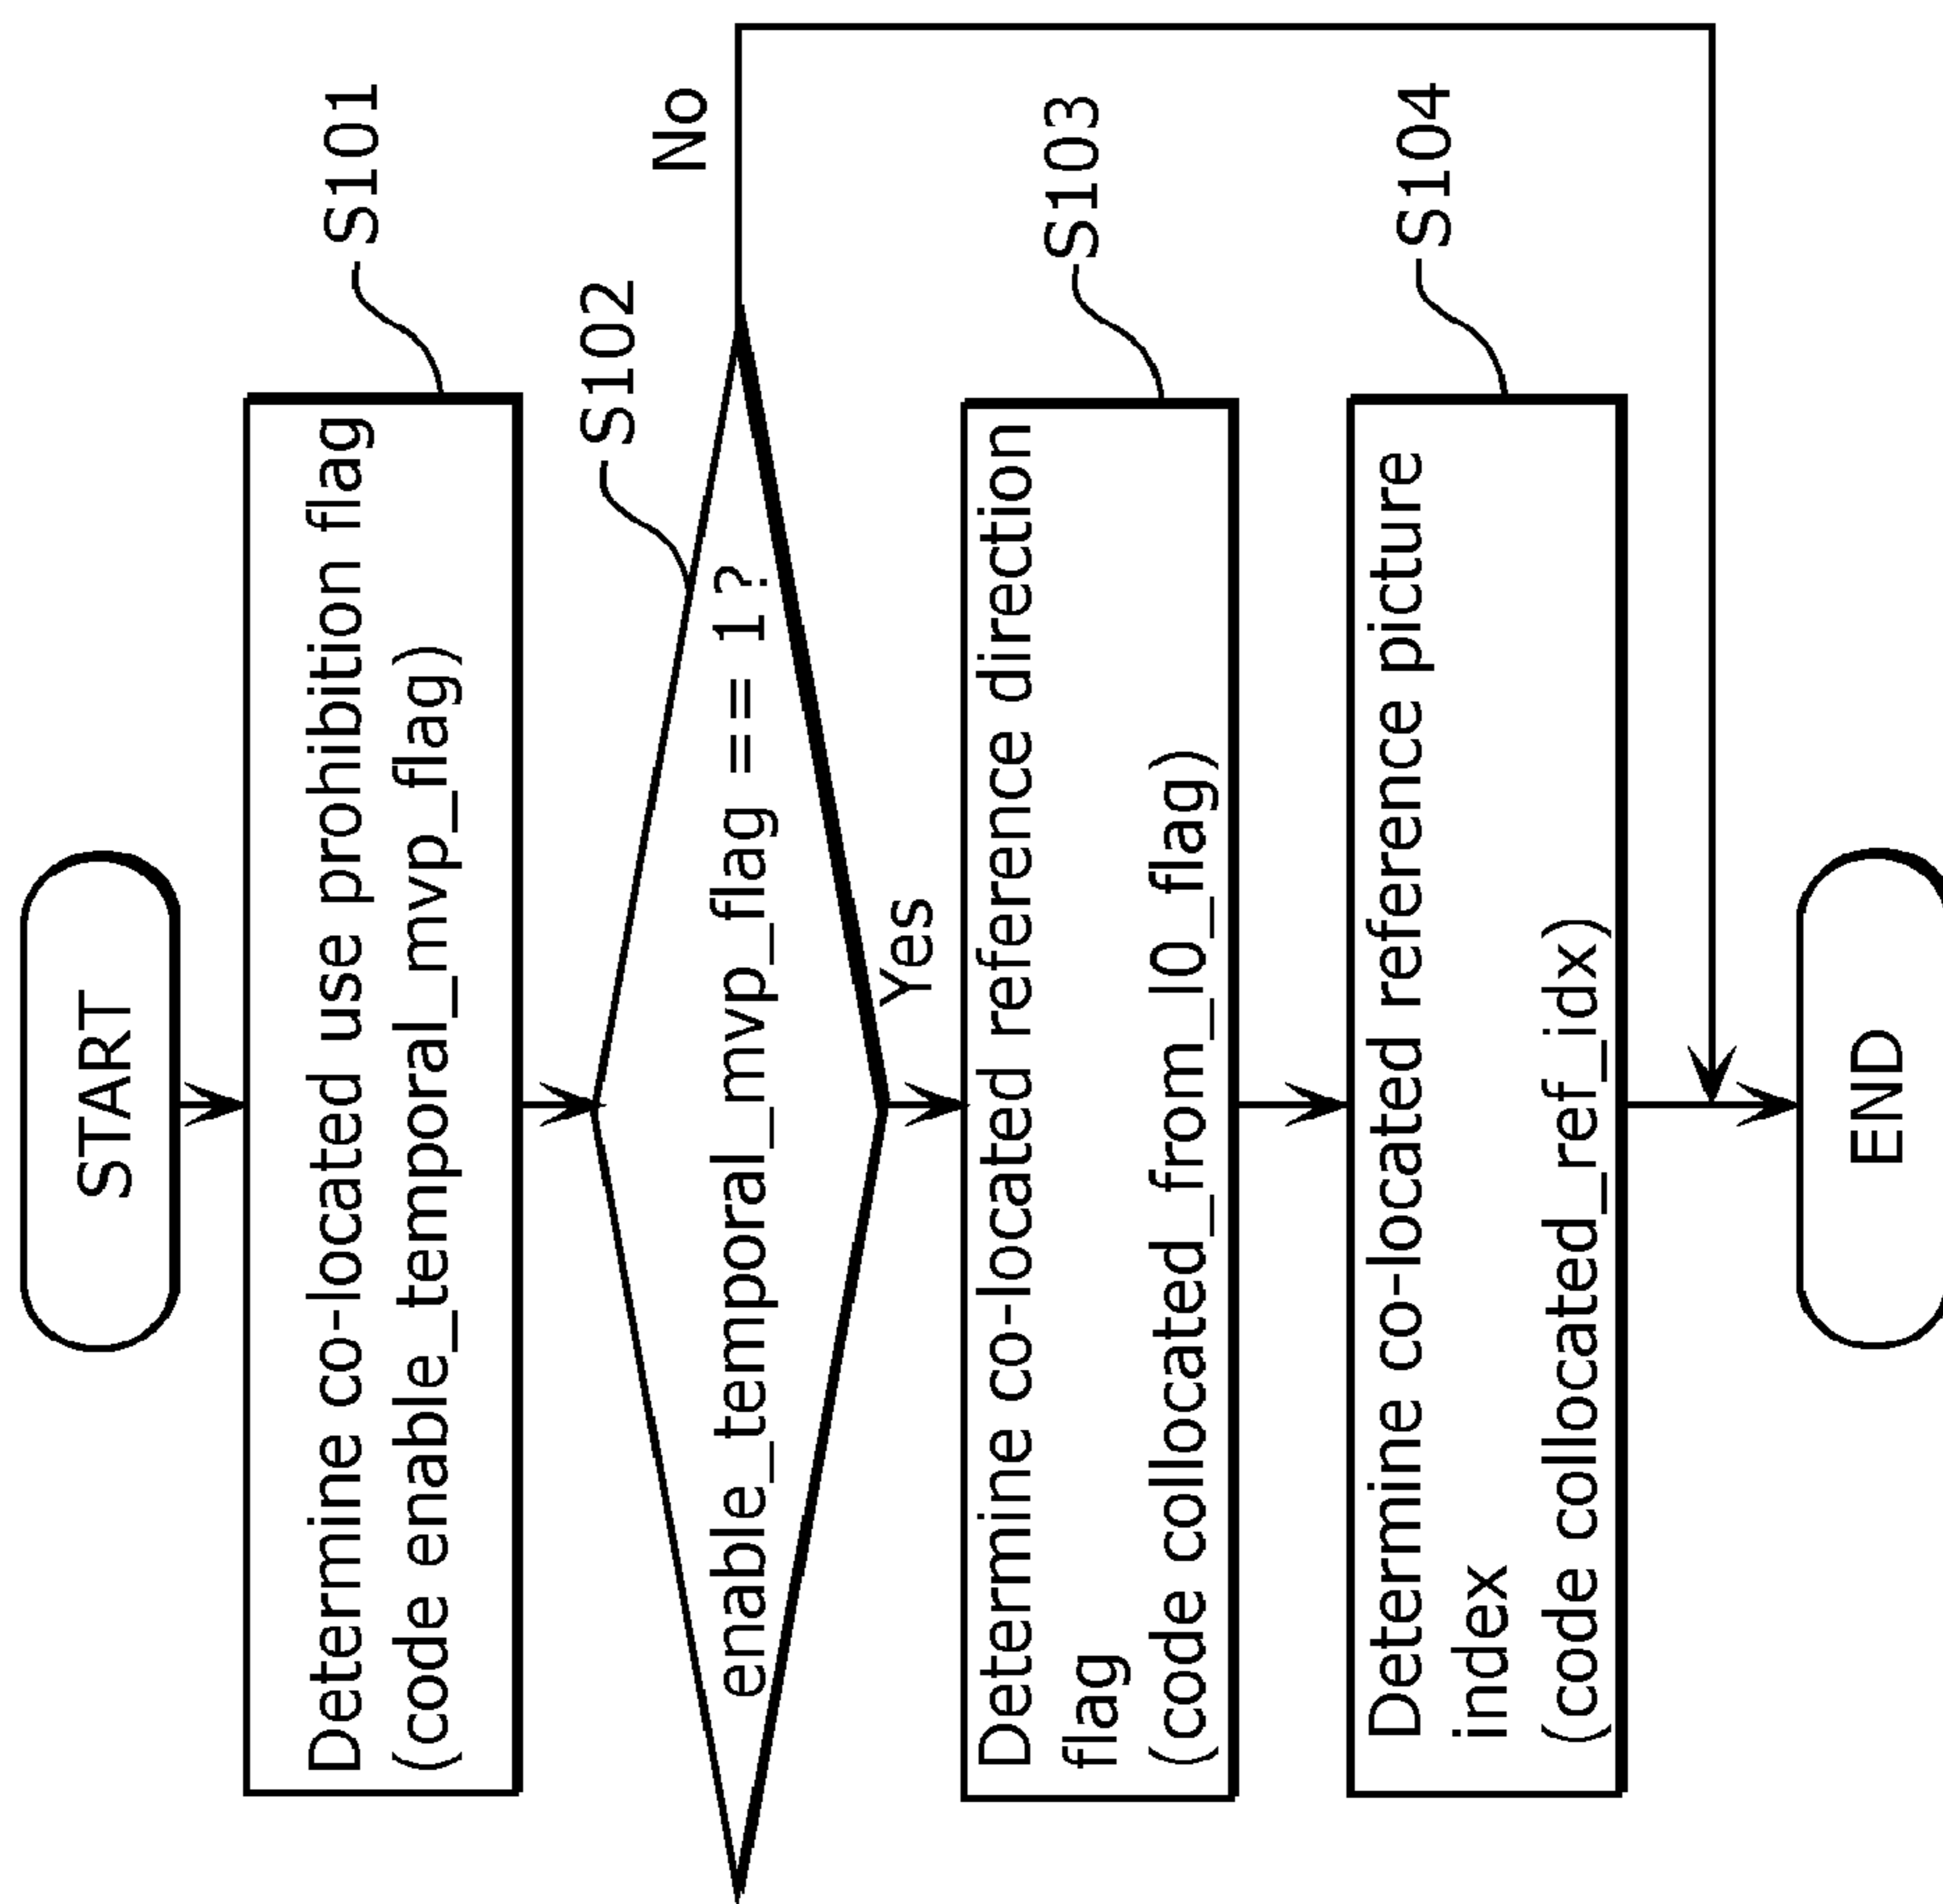 START
S101
Determine co-located use prohibition flag
(code enable_temporal_mvp_flag)
S102
No
enable_temporal_mvp_flag == 1?
Yes
S103
Determine co-located reference direction
flag
(code collocated_from_l0_flag)
S104
Determine co-located reference picture
index
(code collocated_ref_idx)
END